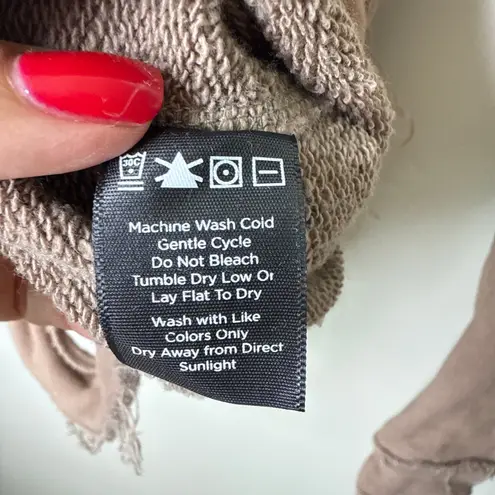 30C
Machine Wash Cold
Gentle Cycle
Do Not Bleach
Tumble Dry Low Or
Lay Flat To Dry
Wash with Like
Colors Only
Dry Away from Direct
Sunlight